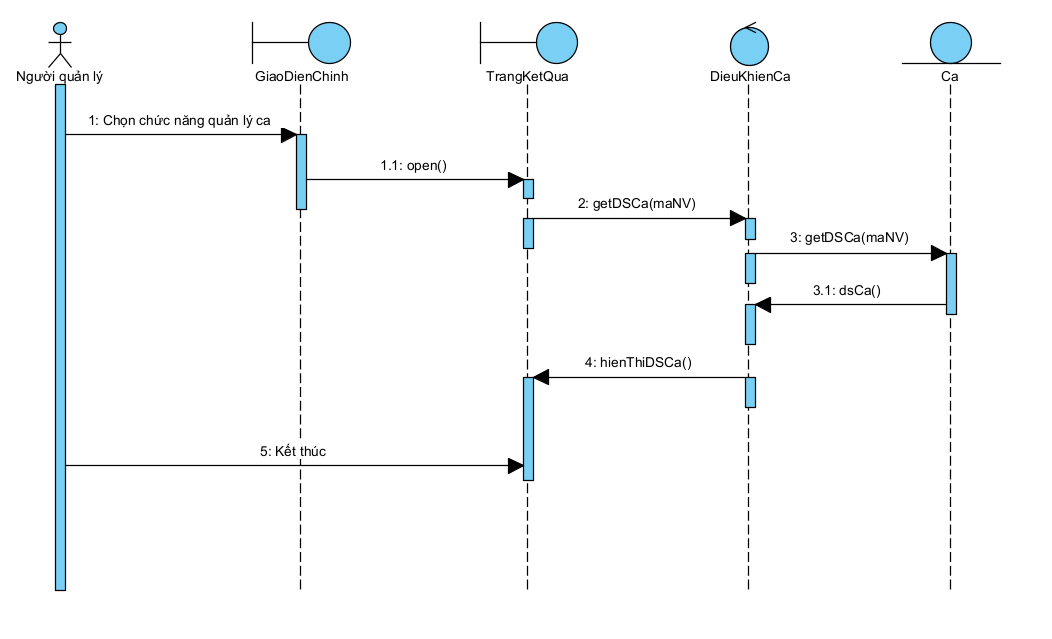 Người quản lý
GiaoDienChinh
TrangKetQua
DieuKhienCa
Ca
1: Chọn chức năng quản lý ca
1.1: open()
2: getDSCa(maNV)
3: getDSCa(maNV)
3.1: dsCa()
4: hienThiDSCa()
5: Kết thúc